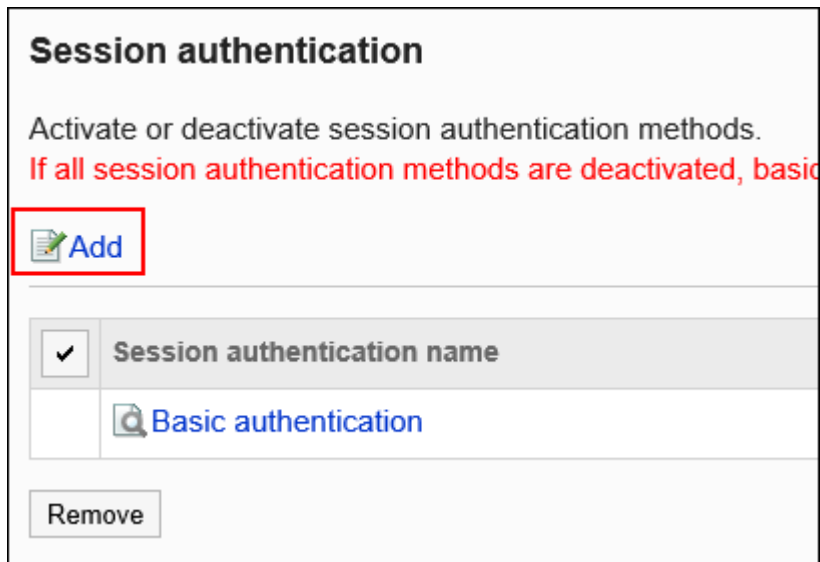 Session authentication
Activate or deactivate session authentication methods.
If all session authentication methods are deactivated, basic
Add
Session authentication name
Basic authentication
Remove